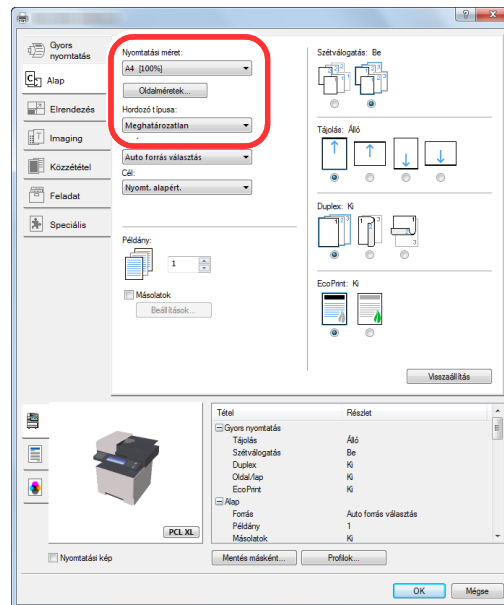 Gyors
nyomtatás
Alap
Elrendezés
Imaging
Közzététel
Feladat
Speciális
Nyomtatási méret:
A4 [100%]
Oldalméretek...
Hordozó típusa:
Meghatározatlan
Auto forrás választás
Cél:
Nyomt. alapért.
Példány:
1
Másolatok
Beállítások...
Szétválogatás: Be
Tájolás: Álló
Duplex: Ki
EcoPrint: Ki
Visszaállítás
PCL XL
Nyomtatási kép
Tétel Részlet
Gyors nyomtatás
Tájolás Álló
Szétválogatás Be
Duplex Ki
Oldal/lap Ki
EcoPrint Ki
Alap
Forrás Auto forrás választás
Példány 1
Másolatok Ki
Mentés másként... Profilok...
OK Mégse